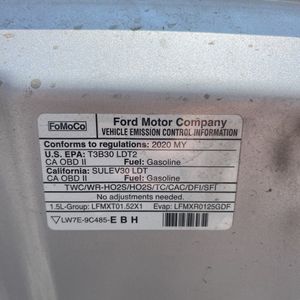 FoMoCo
Ford Motor Company
VEHICLE EMISSION CONTROL INFORMATION
Conforms to regulations: 2020 MY
U.S. EPA: T3B30 LDT2
CA OBD II Fuel: Gasoline
California: SULEV30 LDT
CA OBD II Fuel: Gasoline
TWC/WR-HO2S/HO2S/TC/CAC/DFI/SFI
No adjustments needed.
1.5L-Group: LFMXT01.52X1 Evap: LFMXR0125GDF
LW7E-9C485-EBH